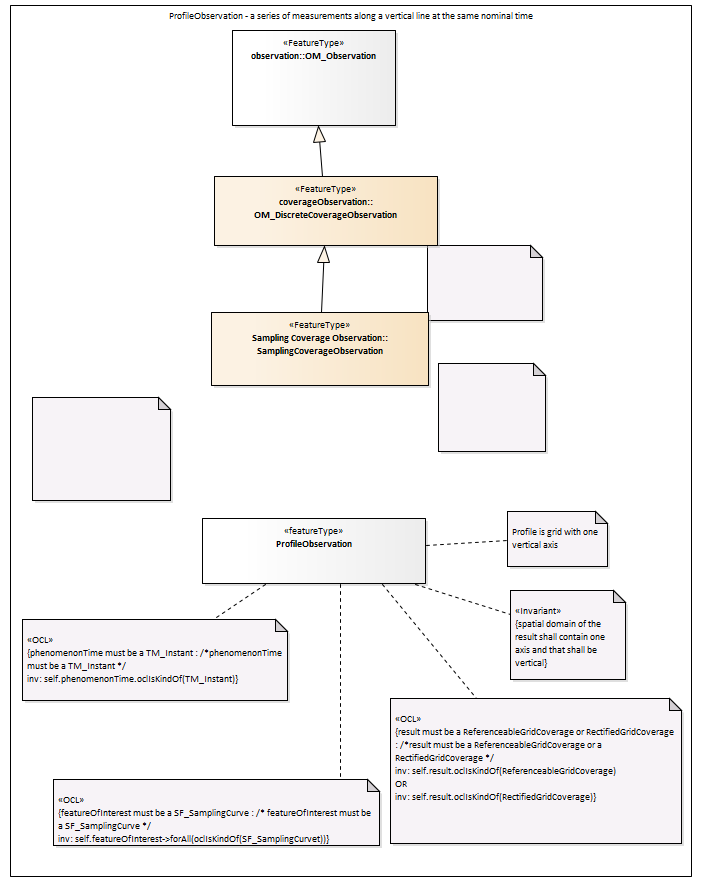 ProfileObservation - a series of measurements along a vertical line at the same nominal time
«FeatureType»
observation::OM_Observation
«FeatureType»
coverageObservation::
OM_DiscreteCoverageObservation
«FeatureType»
Sampling Coverage Observation::
SamplingCoverageObservation
«featureType»
ProfileObservation
Profile is grid with one
vertical axis
«Invariant»
{spatial domain of the
result shall contain one
axis and that shall be
vertical}
«OCL»
{phenomenonTime must be a TM_Instant : /*phenomenonTime
must be a TM_Instant */
inv: self.phenomenonTime.oclIsKindOf(TM_Instant)}
«OCL»
{result must be a ReferenceableGridCoverage or RectifiedGridCoverage
: /*result must be a ReferenceableGridCoverage or a
RectifiedGridCoverage */
inv: self.result.oclIsKindOf(ReferenceableGridCoverage)
OR
inv: self.result.oclIsKindOf(RectifiedGridCoverage)}
«OCL»
{featureOfInterest must be a SF_SamplingCurve : /* featureOfInterest must be
a SF_SamplingCurve */
inv: self.featureOfInterest->forAll(oclIsKindOf(SF_SamplingCurvet))}